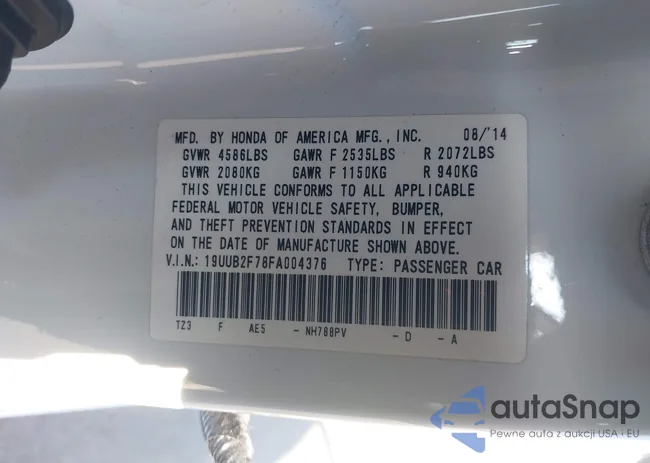 MFD. BY HONDA OF AMERICA MFG., INC. 08/'14
GVWR 4586LBS GAWR F 2535LBS R 2072LBS
GVWR 2080KG GAWR F 1150KG R 940KG
THIS VEHICLE CONFORMS TO ALL APPLICABLE
FEDERAL MOTOR VEHICLE SAFETY, BUMPER,
AND THEFT PREVENTION STANDARDS IN EFFECT
ON THE DATE OF MANUFACTURE SHOWN ABOVE.
V.I.N.: 19UUB2F78FA004376 TYPE: PASSENGER CAR
TZ3 F AE5 - NH788PV - D - A
autoSnap
Pewne auta z aukcji USA i EU